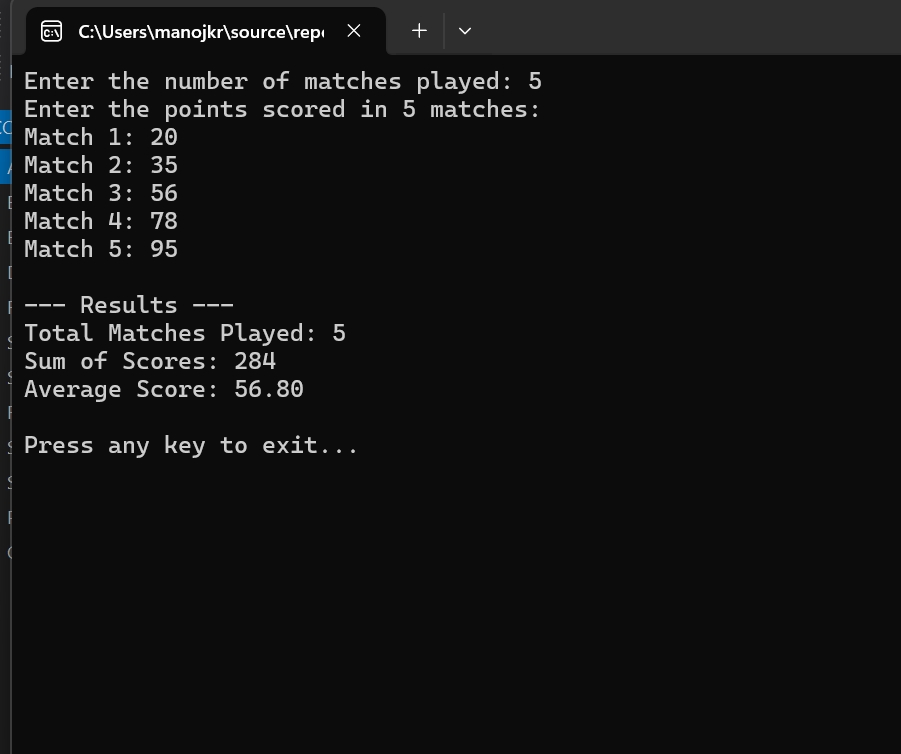 C:\Users\manojkr\source\rep
Enter the number of matches played: 5
Enter the points scored in 5 matches:
Match 1: 20
Match 2: 35
Match 3: 56
Match 4: 78
Match 5: 95
--- Results ---
Total Matches Played: 5
Sum of Scores: 284
Average Score: 56.80
Press any key to exit...